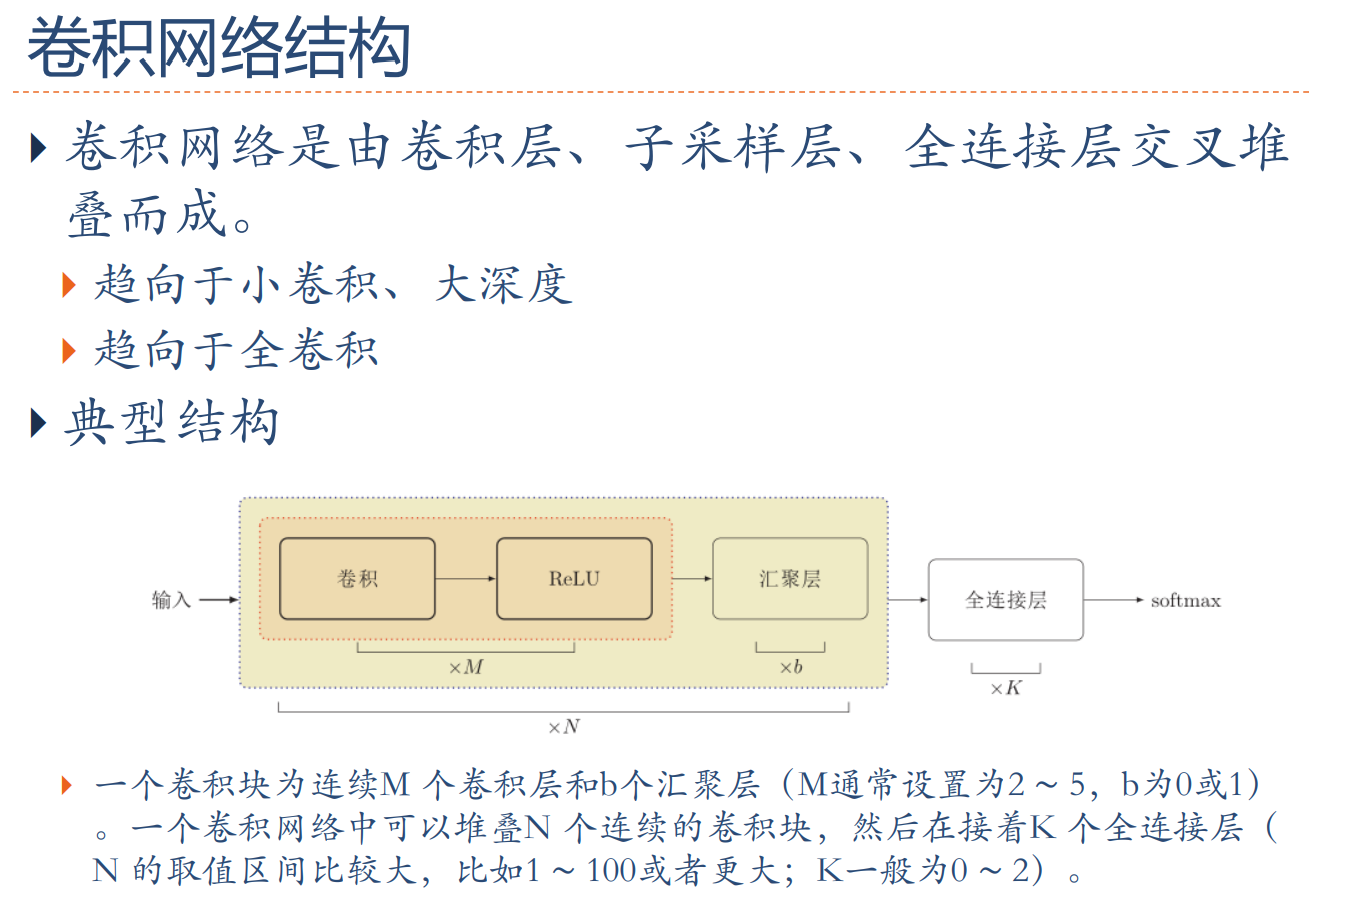 卷积网络结构
卷积网络是由卷积层、子采样层、全连接层交叉堆
叠而成。
趋向于小卷积、大深度
趋向于全卷积
典型结构
输入
卷积
ReLU
汇聚层
全连接层
softmax
×M
×b
×K
×N
一个卷积块为连续M 个卷积层和b个汇聚层（M通常设置为2 ~ 5，b为0或1）
。一个卷积网络中可以堆叠N 个连续的卷积块，然后在接着K 个全连接层（
N 的取值区间比较大，比如1 ~ 100或者更大；K一般为0 ~ 2）。